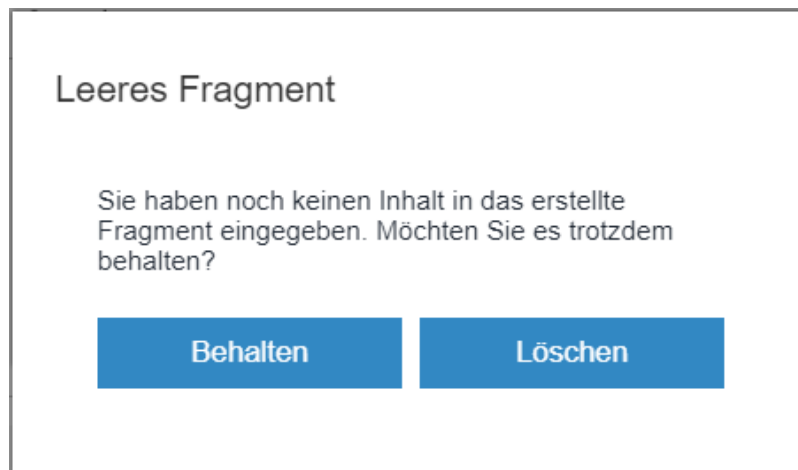 Leeres Fragment
Sie haben noch keinen Inhalt in das erstellte
Fragment eingegeben. Möchten Sie es trotzdem
behalten?
Behalten
Löschen